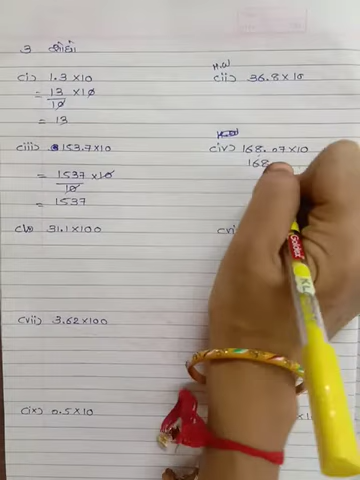 3
(i) 1.3 × 10
= 13/10 × 10
= 13
H.W
(ii) 36.8 × 10
(iii) 153.7 × 10
= 1537/10 × 10
= 1537
(iv) 168.07 × 10
168
(v) 31.1 × 100
(vi)
(vii) 3.62 × 100
(ix) 0.5 × 10